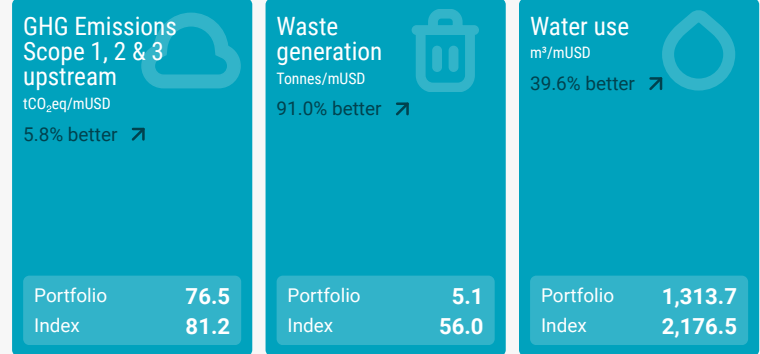 GHG Emissions
Scope 1, 2 & 3
upstream
tCO₂eq/mUSD
5.8% better
Portfolio 76.5
Index 81.2
Waste
generation
Tonnes/mUSD
91.0% better
Portfolio 5.1
Index 56.0
Water use
m³/mUSD
39.6% better
Portfolio 1,313.7
Index 2,176.5